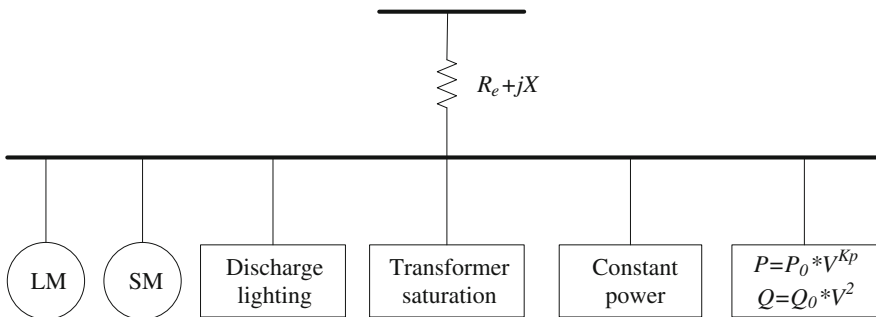 R_e+jX
LM
SM
Discharge
lighting
Transformer
saturation
Constant
power
P=P_0*V^{Kp}
Q=Q_0*V^2